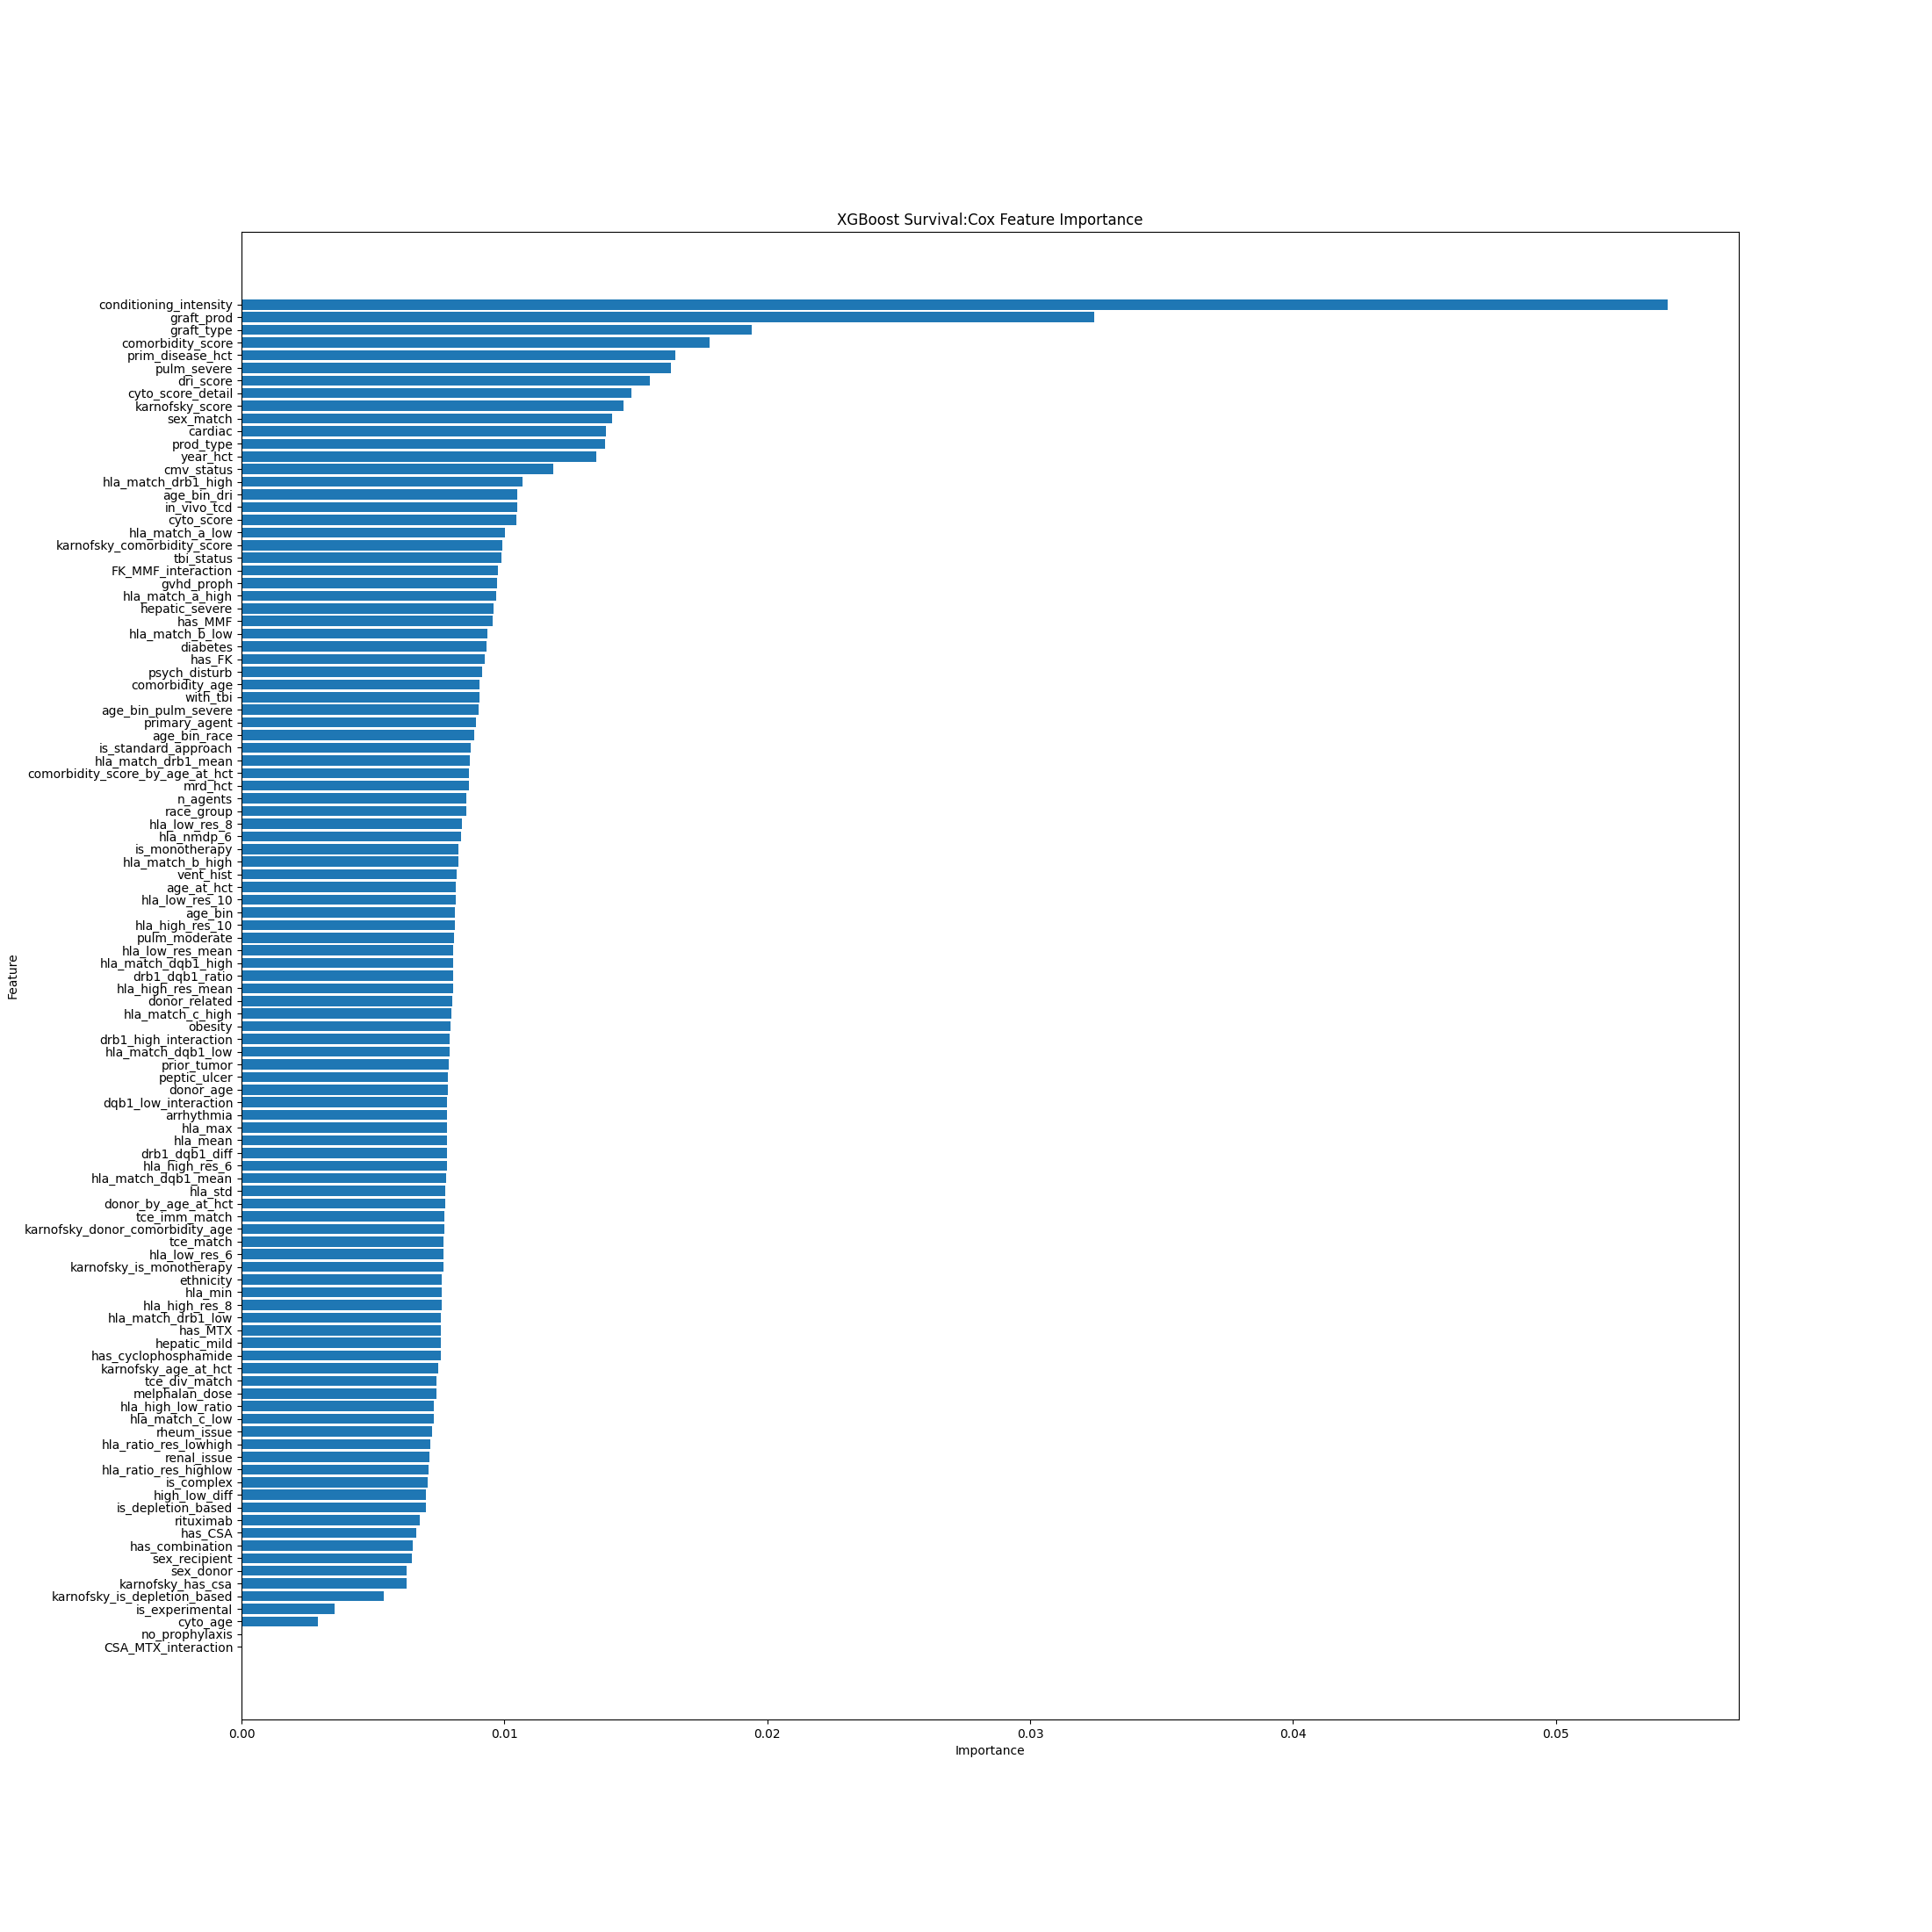 XGBoost Survival:Cox Feature Importance
conditioning_intensity
graft_prod
graft_type
comorbidity_score
prim_disease_hct
pulm_severe
dri_score
cyto_score_detail
karnofsky_score
sex_match
cardiac
prod_type
year_hct
cmv_status
hla_match_drb1_high
age_bin_dri
in_vivo_tcd
cyto_score
hla_match_a_low
karnofsky_comorbidity_score
tbi_status
FK_MMF_interaction
gvhd_proph
hla_match_a_high
hepatic_severe
has_MMF
hla_match_b_low
diabetes
has_FK
psych_disturb
comorbidity_age
with_tbi
age_bin_pulm_severe
primary_agent
age_bin_race
is_standard_approach
hla_match_drb1_mean
comorbidity_score_by_age_at_hct
mrd_hct
n_agents
race_group
hla_low_res_8
hla_nmdp_6
is_monotherapy
hla_match_b_high
vent_hist
age_at_hct
hla_low_res_10
age_bin
hla_high_res_10
pulm_moderate
hla_low_res_mean
hla_match_dqb1_high
drb1_dqb1_ratio
hla_high_res_mean
donor_related
hla_match_c_high
obesity
drb1_high_interaction
hla_match_dqb1_low
prior_tumor
peptic_ulcer
donor_age
dqb1_low_interaction
arrhythmia
hla_max
hla_mean
drb1_dqb1_diff
hla_high_res_6
hla_match_dqb1_mean
hla_std
donor_by_age_at_hct
tce_imm_match
karnofsky_donor_comorbidity_age
tce_match
hla_low_res_6
karnofsky_is_monotherapy
ethnicity
hla_min
hla_high_res_8
hla_match_drb1_low
has_MTX
hepatic_mild
has_cyclophosphamide
karnofsky_age_at_hct
tce_div_match
melphalan_dose
hla_high_low_ratio
hla_match_c_low
rheum_issue
hla_ratio_res_lowhigh
renal_issue
hla_ratio_res_highlow
is_complex
high_low_diff
is_depletion_based
rituximab
has_CSA
has_combination
sex_recipient
sex_donor
karnofsky_has_csa
karnofsky_is_depletion_based
is_experimental
cyto_age
no_prophylaxis
CSA_MTX_interaction
Feature
0.00 0.01 0.02 0.03 0.04 0.05
Importance